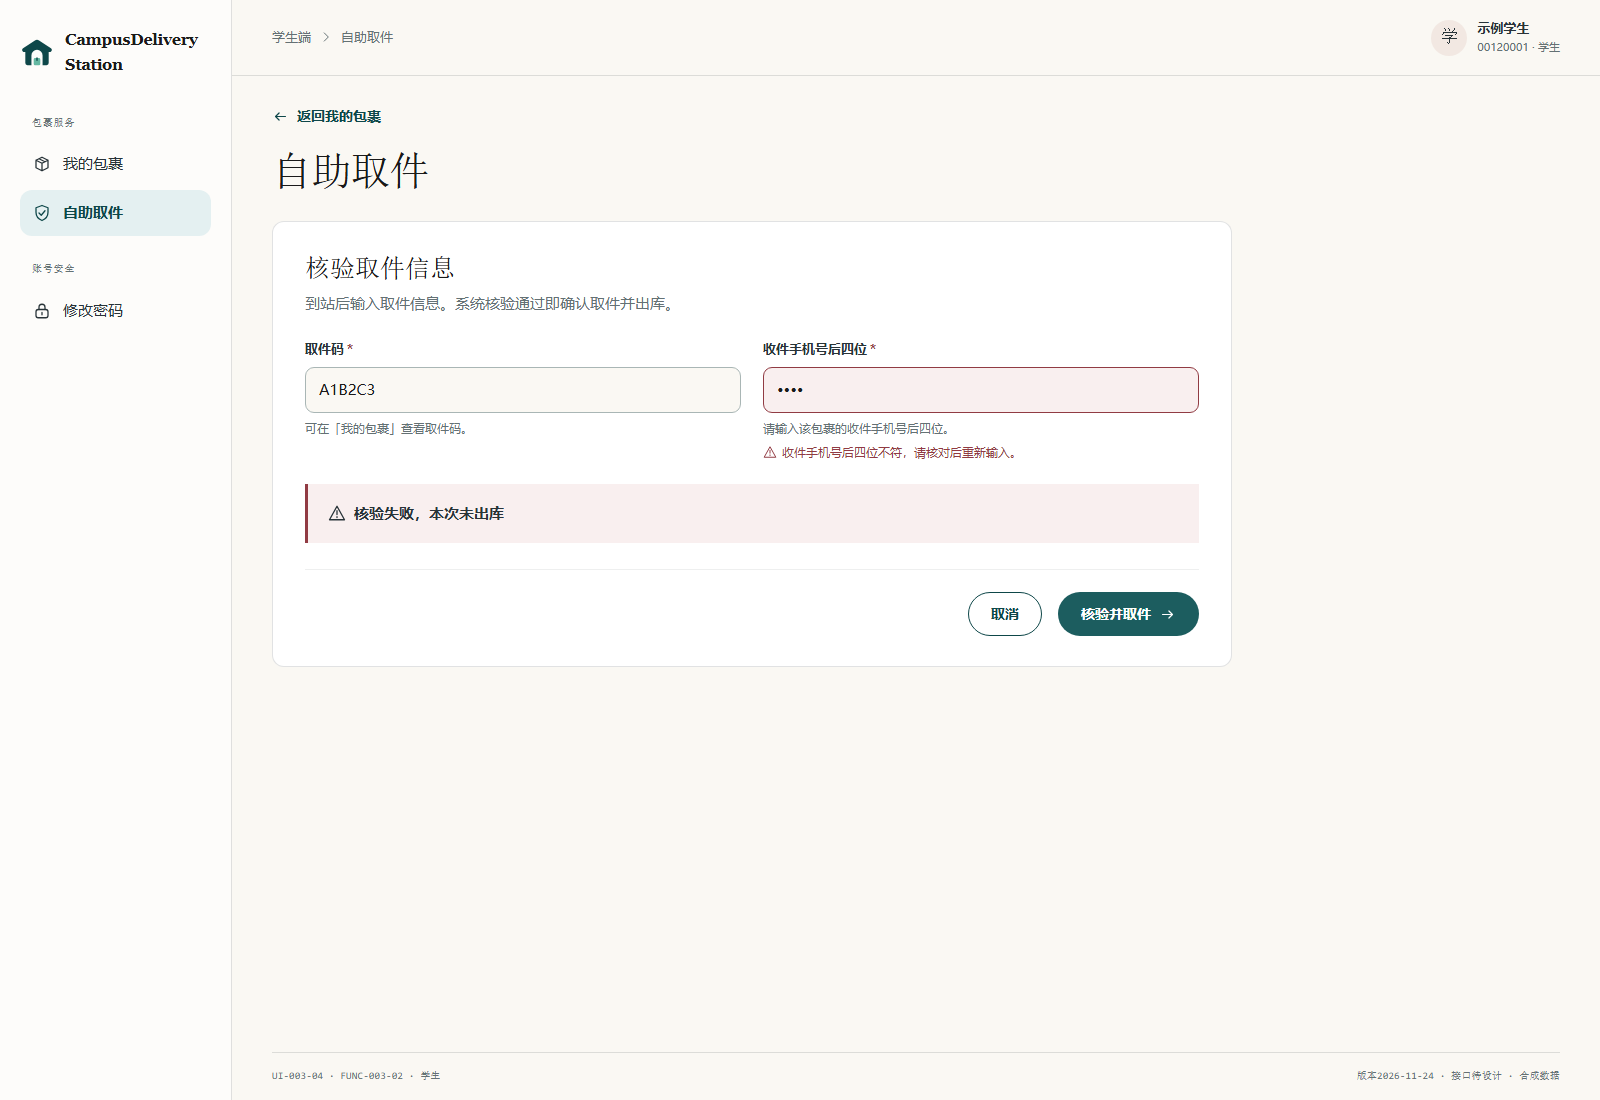 CampusDelivery
Station
包裹服务
我的包裹
自助取件
账号安全
修改密码
学生端
自助取件
学
示例学生
00120001 · 学生
返回我的包裹
自助取件
核验取件信息
到站后输入取件信息。系统核验通过即确认取件并出库。
取件码 *
A1B2C3
可在「我的包裹」查看取件码。
收件手机号后四位 *
••••
请输入该包裹的收件手机号后四位。
收件手机号后四位不符，请核对后重新输入。
核验失败，本次未出库
取消
核验并取件
UI-003-04 · FUNC-003-02 · 学生
版本2026-11-24 · 接口待设计 · 合成数据